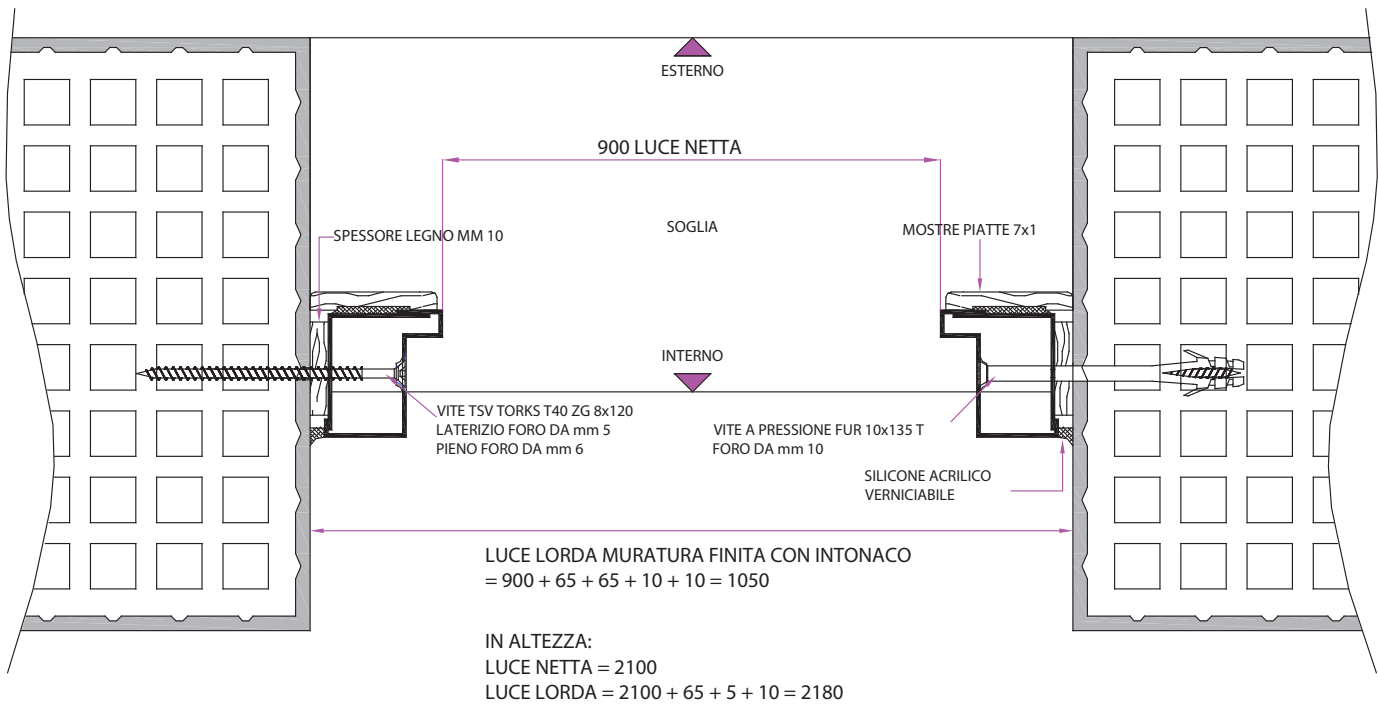 ESTERNO
900 LUCE NETTA
SOGLIA
SPESSORE LEGNO MM 10
MOSTRE PIATTE 7x1
INTERNO
VITE TSV TORKS T40 ZG 8x120
LATERIZIO FORO DA mm 5
PIENO FORO DA mm 6
VITE A PRESSIONE FUR 10x135 T
FORO DA mm 10
SILICONE ACRILICO
VERNICIABILE
LUCE LORDA MURATURA FINITA CON INTONACO
= 900 + 65 + 65 + 10 + 10 = 1050
IN ALTEZZA:
LUCE NETTA = 2100
LUCE LORDA = 2100 + 65 + 5 + 10 = 2180